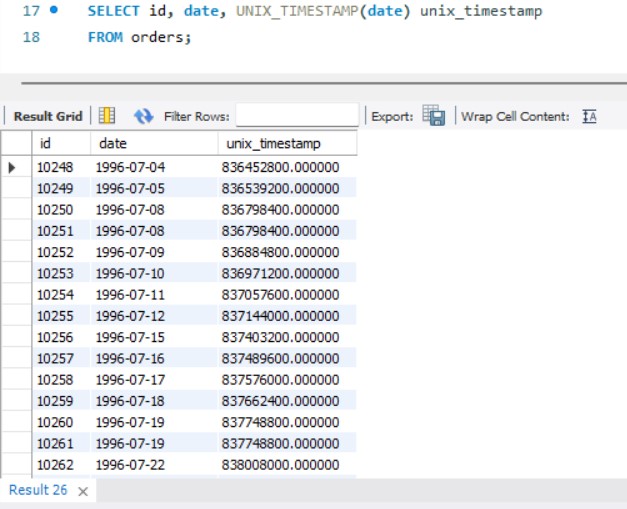 17 SELECT id, date, UNIX_TIMESTAMP(date) unix_timestamp
18 FROM orders;
Result Grid Filter Rows: Export: Wrap Cell Content: IA
id date unix_timestamp
10248 1996-07-04 836452800.000000
10249 1996-07-05 836539200.000000
10250 1996-07-08 836798400.000000
10251 1996-07-08 836798400.000000
10252 1996-07-09 836884800.000000
10253 1996-07-10 836971200.000000
10254 1996-07-11 837057600.000000
10255 1996-07-12 837144000.000000
10256 1996-07-15 837403200.000000
10257 1996-07-16 837489600.000000
10258 1996-07-17 837576000.000000
10259 1996-07-18 837662400.000000
10260 1996-07-19 837748800.000000
10261 1996-07-19 837748800.000000
10262 1996-07-22 838008000.000000
Result 26 ×